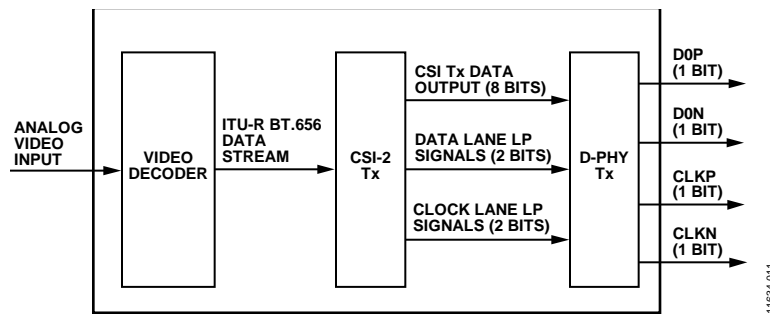 ANALOG
VIDEO
INPUT
VIDEO
DECODER
ITU-R BT.656
DATA
STREAM
CSI-2
Tx
CSI Tx DATA
OUTPUT (8 BITS)
DATA LANE LP
SIGNALS (2 BITS)
CLOCK LANE LP
SIGNALS (2 BITS)
D-PHY
Tx
D0P
(1 BIT)
D0N
(1 BIT)
CLKP
(1 BIT)
CLKN
(1 BIT)